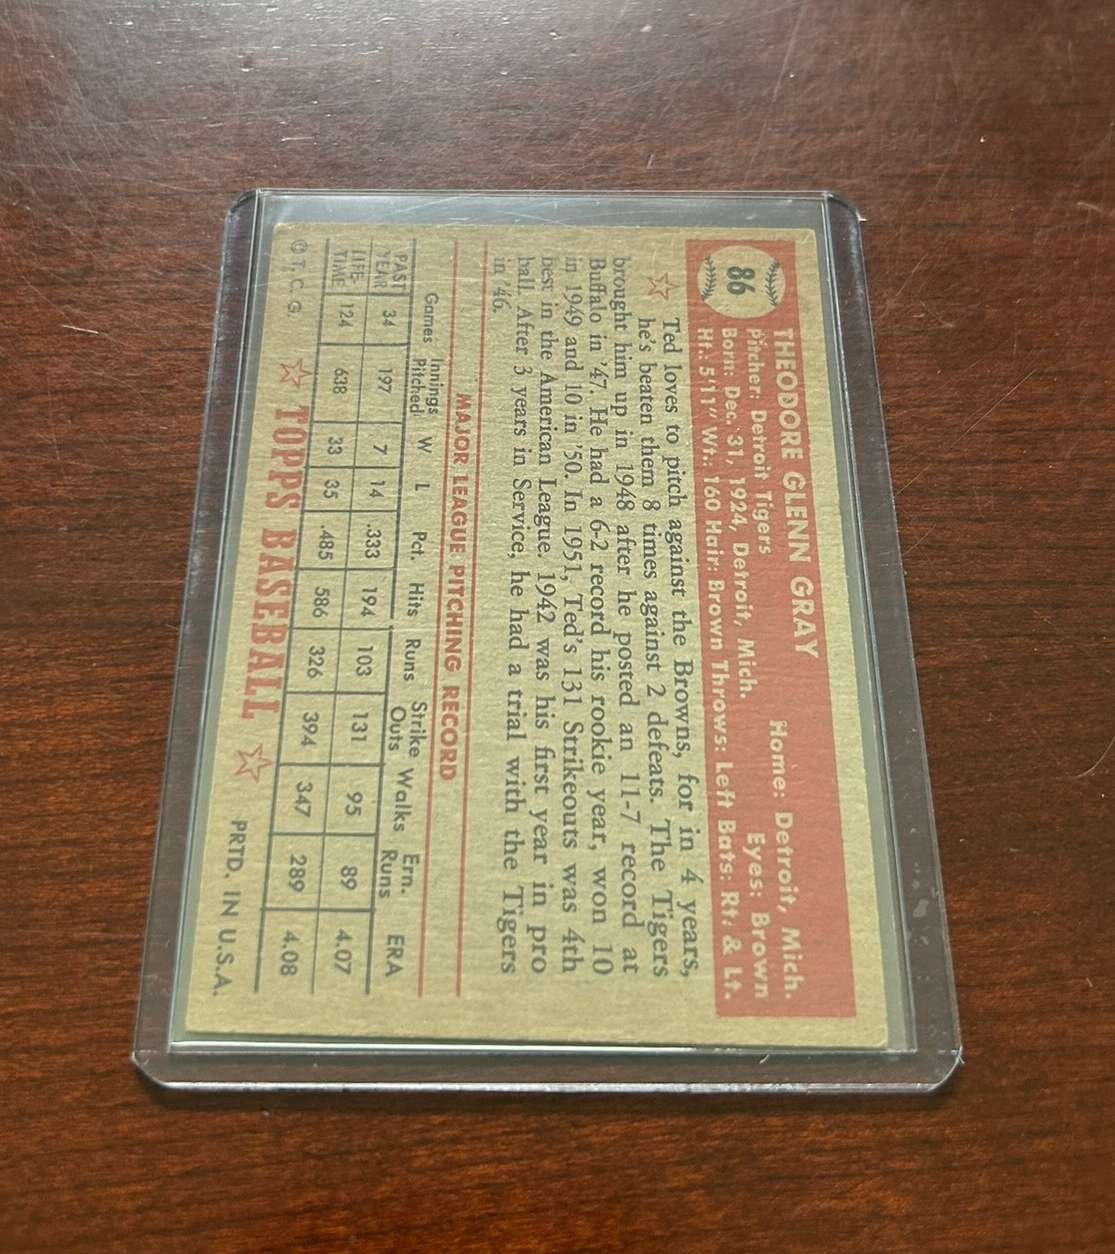 86
THEODORE GLENN GRAY
Pitcher: Detroit Tigers Home: Detroit, Mich.
Born: Dec. 31, 1924, Detroit, Mich. Eyes: Brown
Ht.: 5'11" Wt.: 160 Hair: Brown Throws: Left Bats: Rt. & Lt.
Ted loves to pitch against the Browns, for in 4 years,
he's beaten them 8 times against 2 defeats. The Tigers
brought him up in 1948 after he posted an 11-7 record at
Buffalo in '47. He had a 6-2 record his rookie year, won 10
in 1949 and 10 in '50. In 1951, Ted's 131 Strikeouts was 4th
best in the American League. 1942 was his first year in pro
ball. After 3 years in Service, he had a trial with the Tigers
in '46.
MAJOR LEAGUE PITCHING RECORD
Games Innings Pitched W L Pct. Hits Runs Strike Outs Walks Ern. Runs ERA
PAST YEAR 34 197 7 14 .333 194 103 131 95 89 4.07
LIFE-TIME 124 638 33 35 .485 586 326 394 347 289 4.08
© T. C. G. TOPPS BASEBALL PRTD. IN U.S.A.